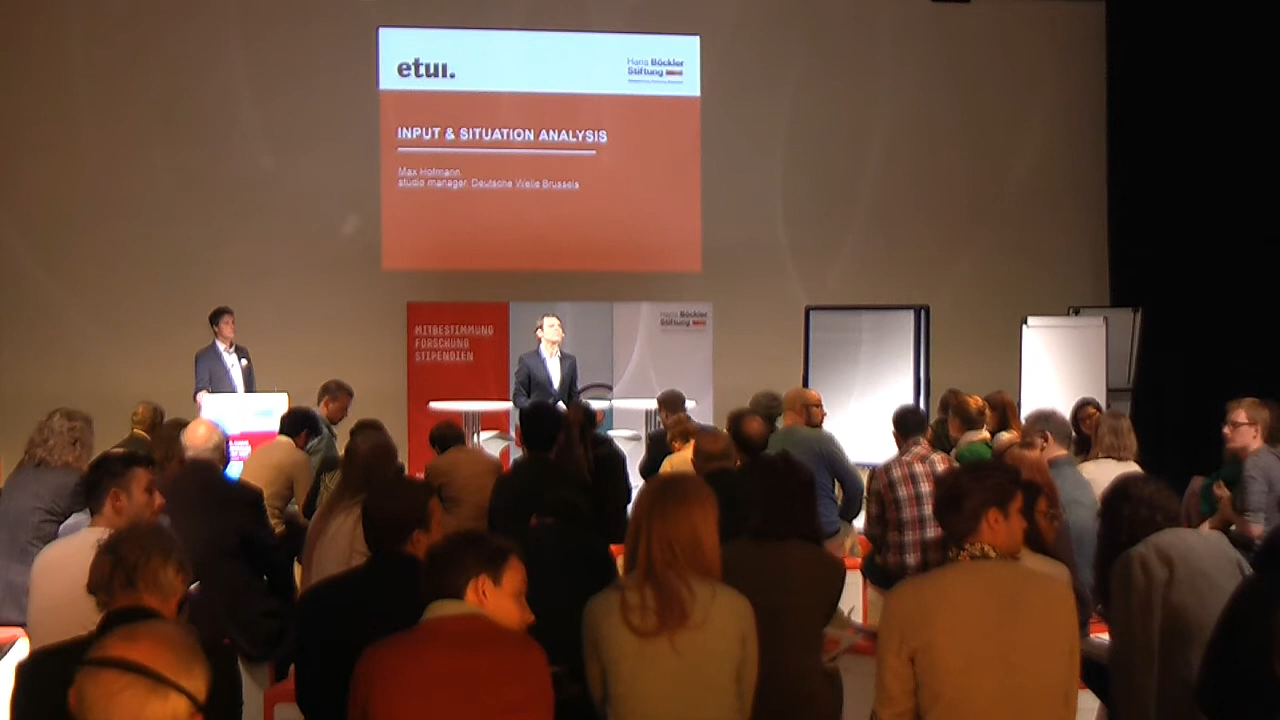 etui.
Hans Böckler
Stiftung
INPUT & SITUATION ANALYSIS
Max Hofmann
studio manager Deutsche Welle Brussels
MITBESTIMMUNG
FORSCHUNG
STIPENDIEN
Hans Böckler
Stiftung